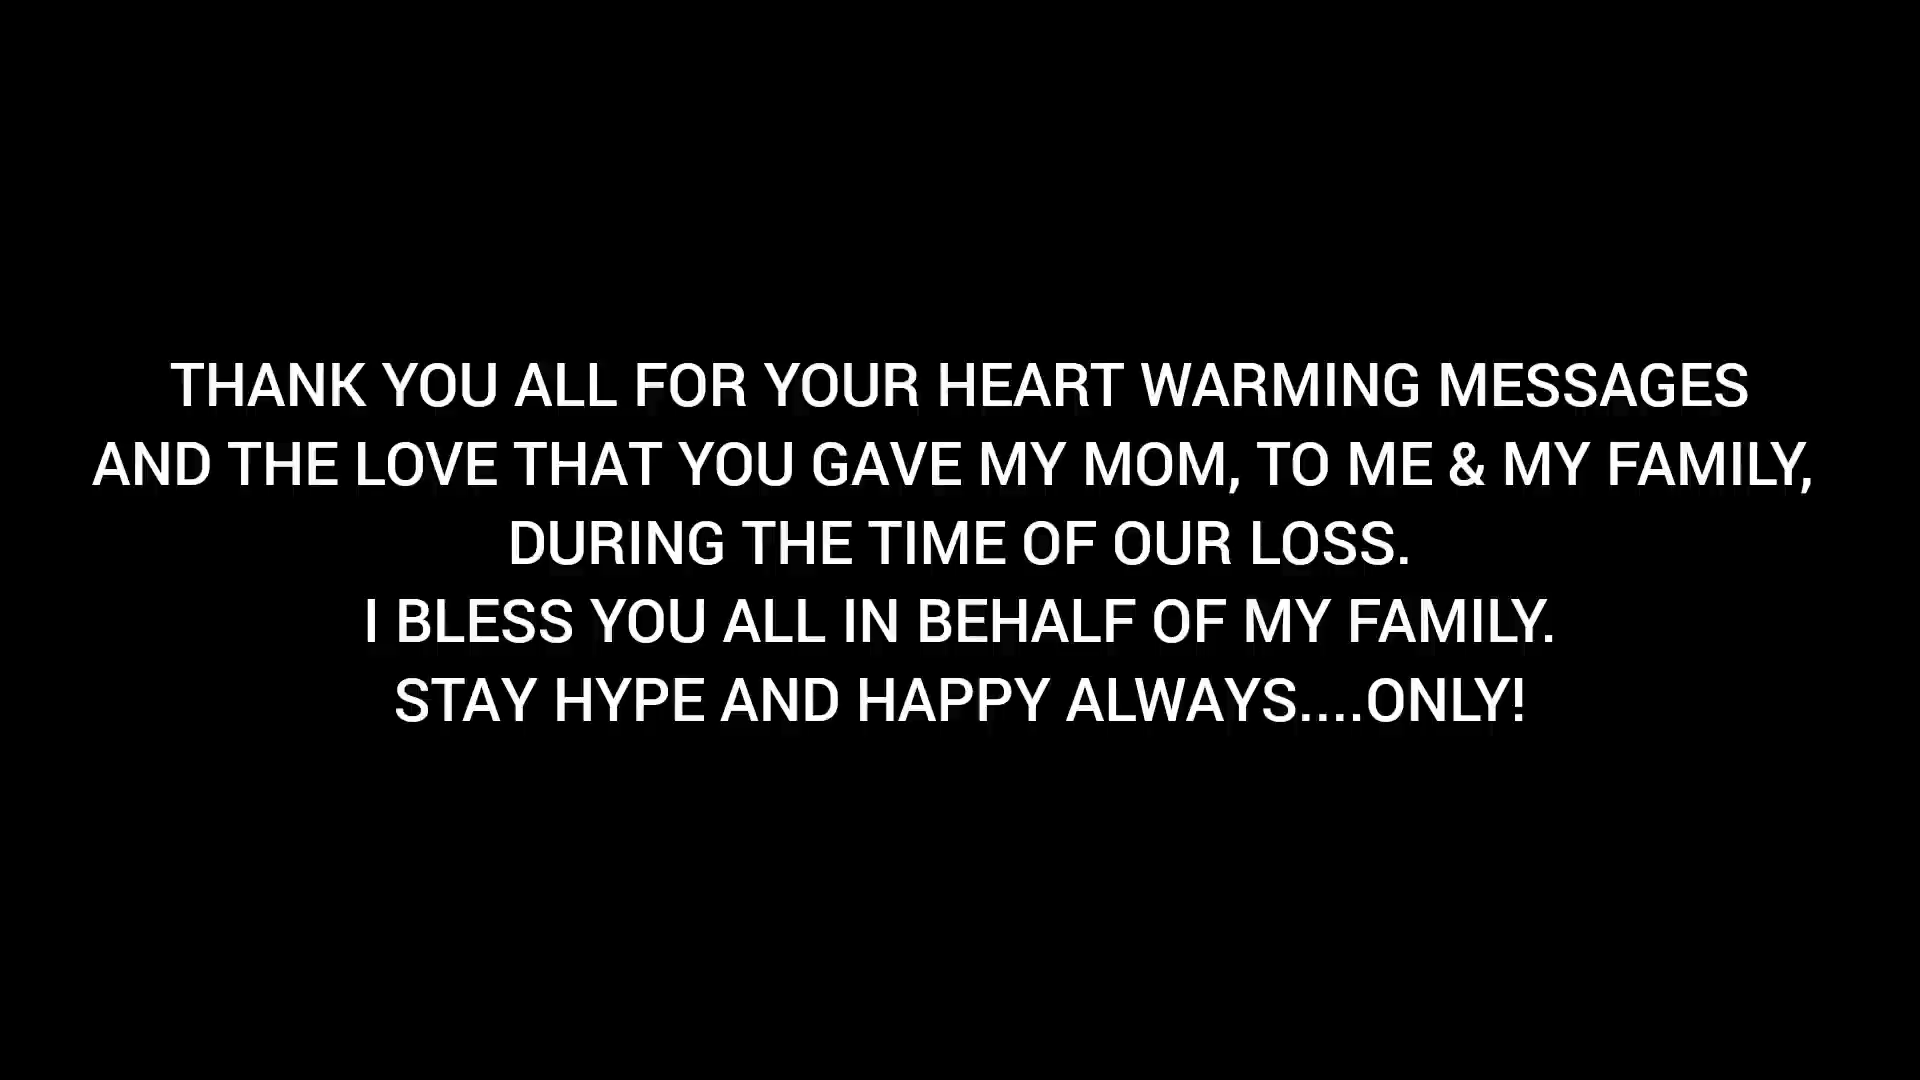 THANK YOU ALL FOR YOUR HEART WARMING MESSAGES
AND THE LOVE THAT YOU GAVE MY MOM, TO ME & MY FAMILY,
DURING THE TIME OF OUR LOSS.
I BLESS YOU ALL IN BEHALF OF MY FAMILY.
STAY HYPE AND HAPPY ALWAYS....ONLY!